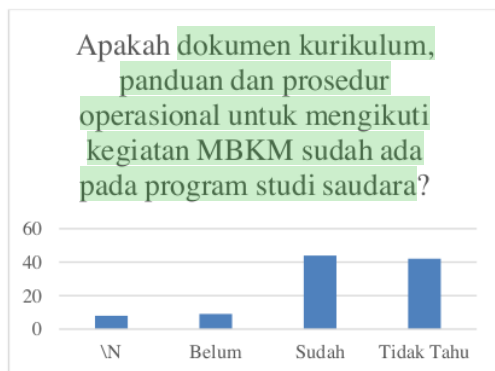 Apakah dokumen kurikulum,
panduan dan prosedur
operasional untuk mengikuti
kegiatan MBKM sudah ada
pada program studi saudara?
60
40
20
0
\N Belum Sudah Tidak Tahu